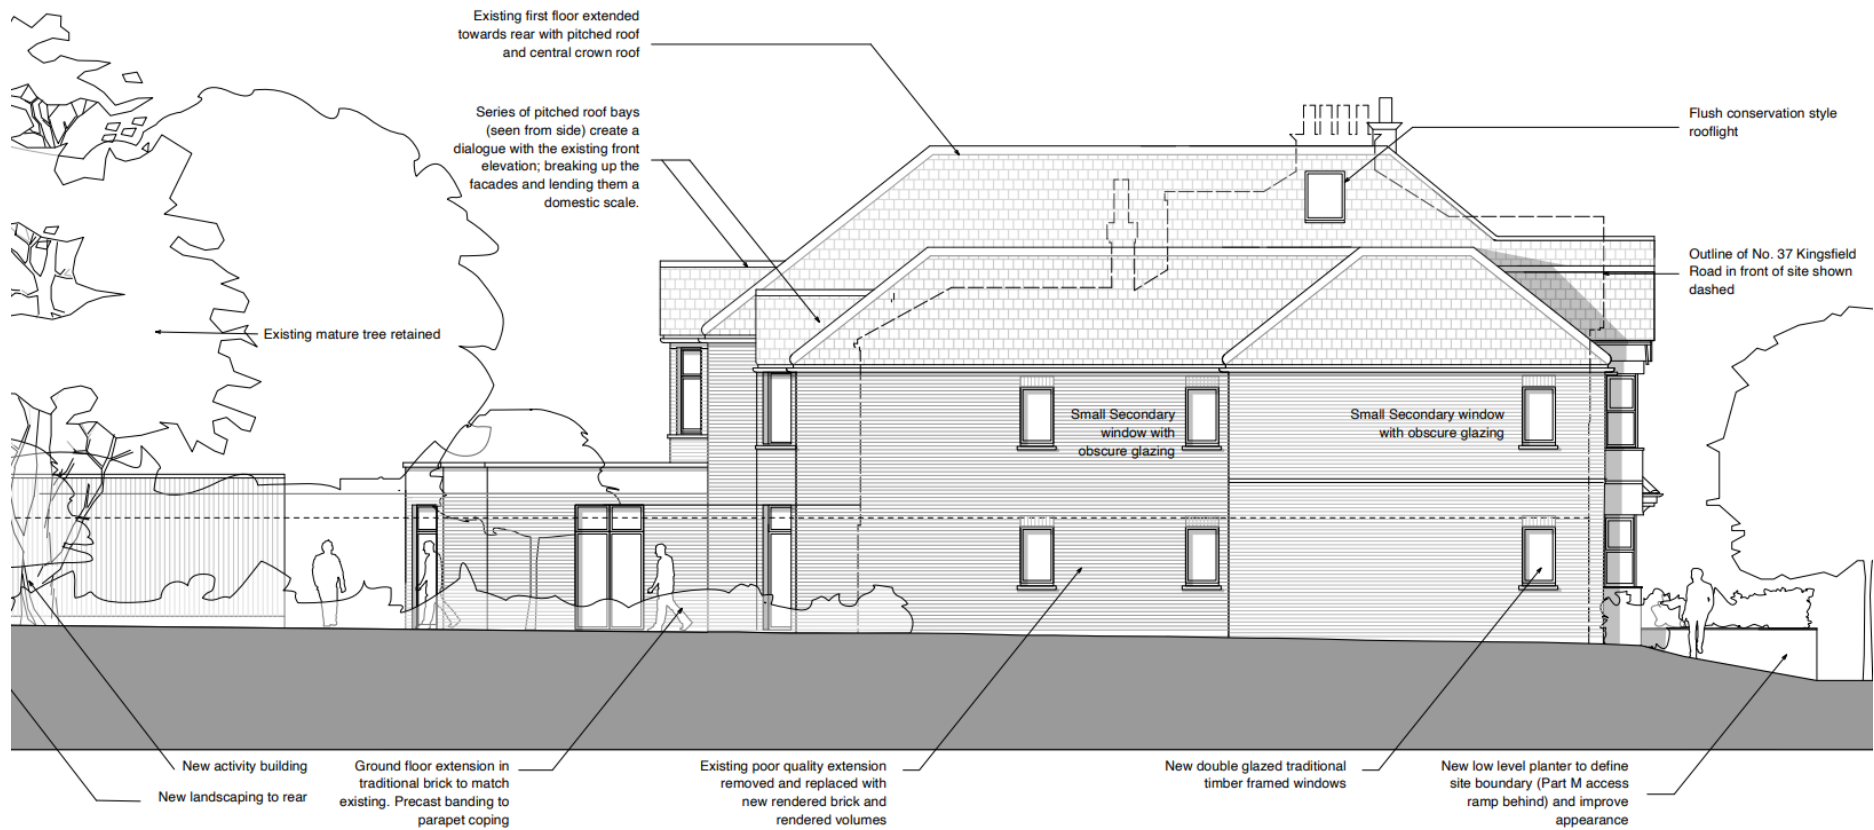 Existing first floor extended
towards rear with pitched roof
and central crown roof
Series of pitched roof bays
(seen from side) create a
dialogue with the existing front
elevation; breaking up the
facades and lending them a
domestic scale.
Flush conservation style
rooflight
Outline of No. 37 Kingsfield
Road in front of site shown
dashed
Existing mature tree retained
Small Secondary
window with
obscure glazing
Small Secondary window
with obscure glazing
New activity building
New landscaping to rear
Ground floor extension in
traditional brick to match
existing. Precast banding to
parapet coping
Existing poor quality extension
removed and replaced with
new rendered brick and
rendered volumes
New double glazed traditional
timber framed windows
New low level planter to define
site boundary (Part M access
ramp behind) and improve
appearance